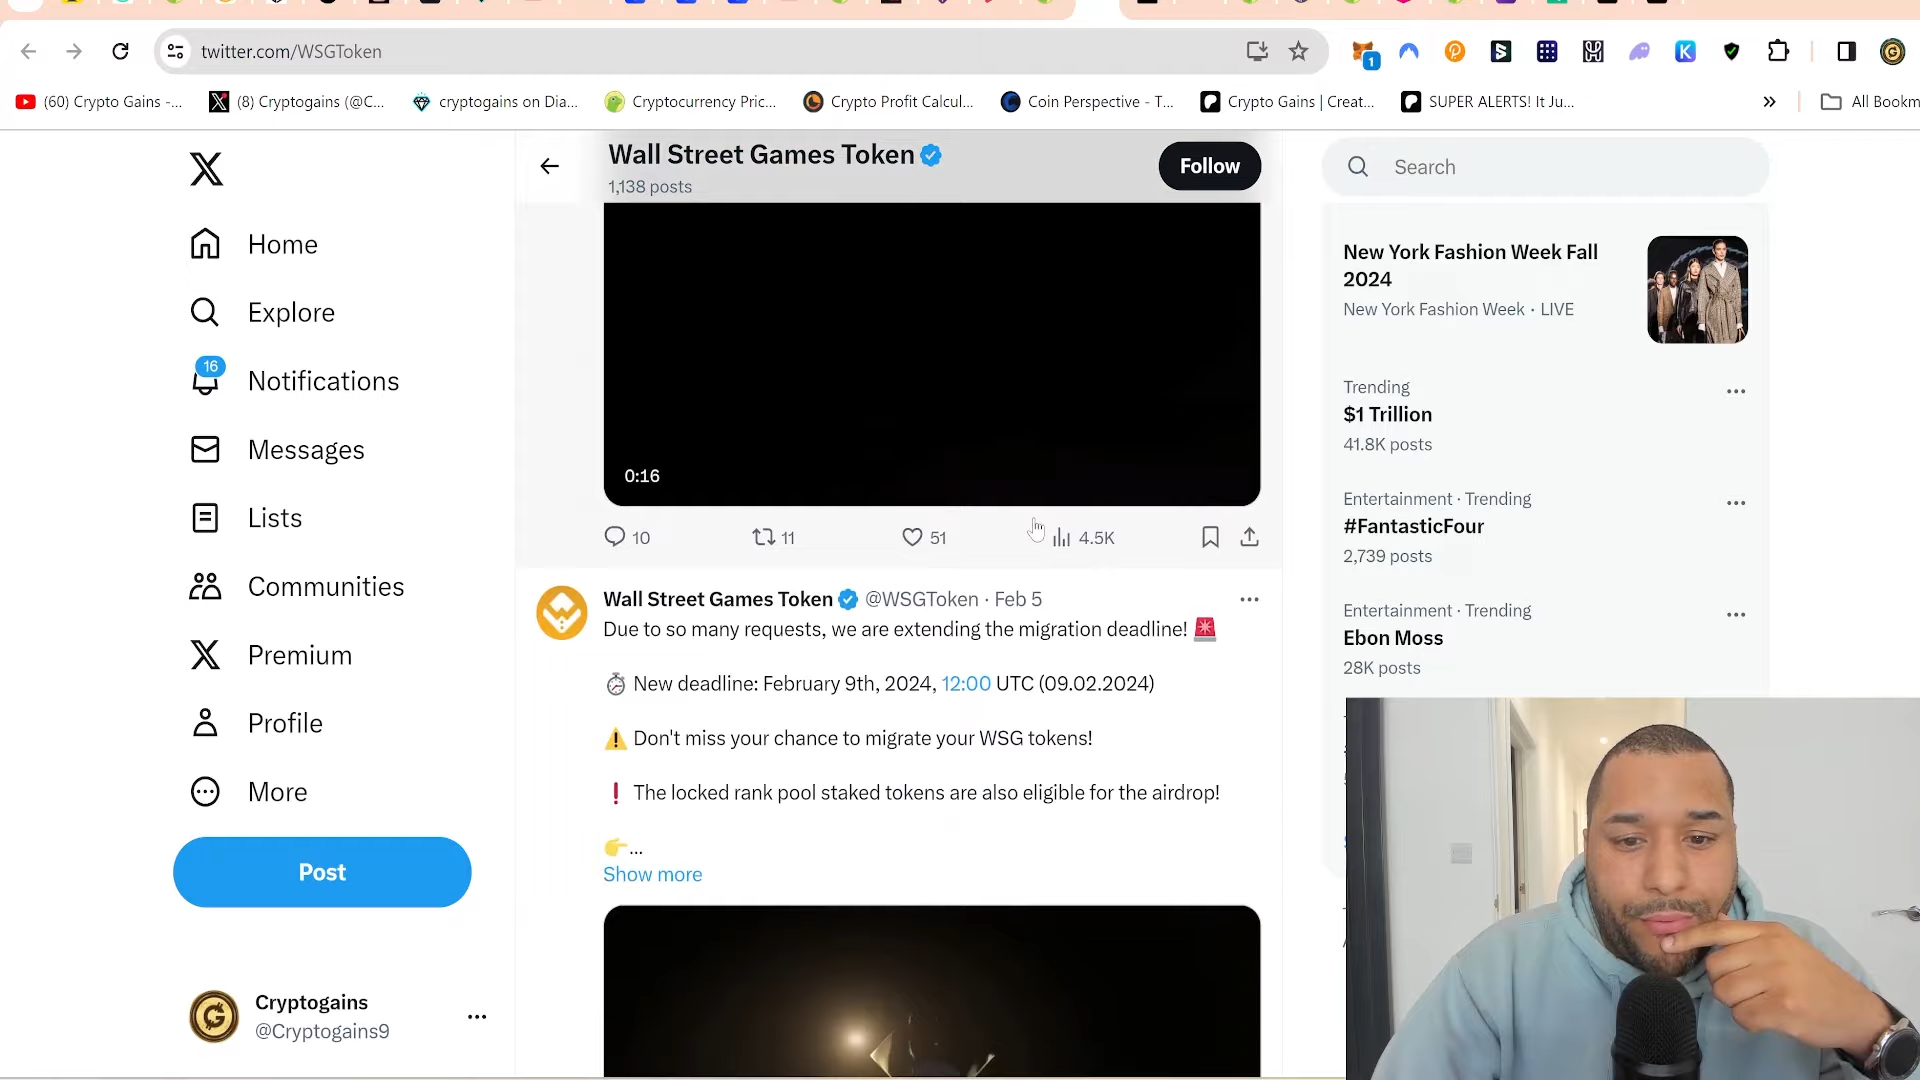 twitter.com/WSGToken
1
(60) Crypto Gains -...
(8) Cryptogains (@C...
cryptogains on Dia...
Cryptocurrency Pric...
Crypto Profit Calcul...
Coin Perspective - T...
Crypto Gains | Creat...
SUPER ALERTS! It Ju...
All Bookm
Home
Explore
16
Notifications
Messages
Lists
Communities
Premium
Profile
More
Post
Cryptogains
@Cryptogains9
Wall Street Games Token
1,138 posts
Follow
0:16
10
11
51
4.5K
Wall Street Games Token @WSGToken · Feb 5
Due to so many requests, we are extending the migration deadline!
New deadline: February 9th, 2024, 12:00 UTC (09.02.2024)
Don't miss your chance to migrate your WSG tokens!
The locked rank pool staked tokens are also eligible for the airdrop!
...
Show more
Search
New York Fashion Week Fall
2024
New York Fashion Week · LIVE
Trending
$1 Trillion
41.8K posts
Entertainment · Trending
#FantasticFour
2,739 posts
Entertainment · Trending
Ebon Moss
28K posts